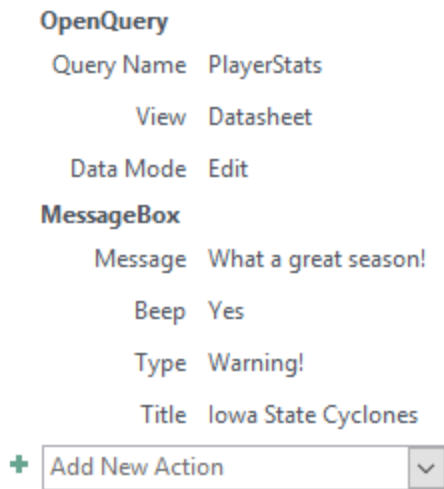 OpenQuery
Query Name PlayerStats
View Datasheet
Data Mode Edit
MessageBox
Message What a great season!
Beep Yes
Type Warning!
Title Iowa State Cyclones
Add New Action